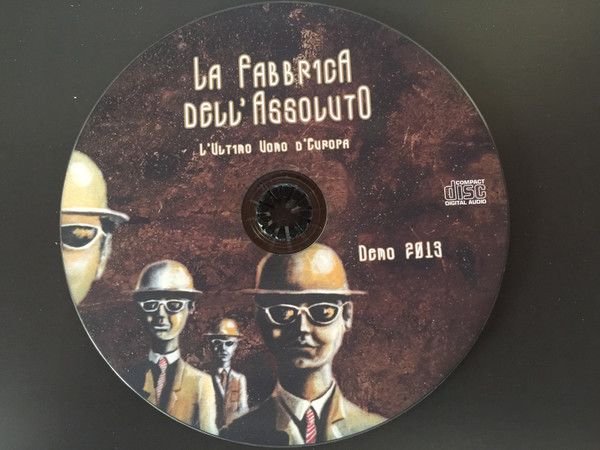 La Fabbrica
dell'Assoluto
L'Ultimo Uomo d'Europa
COMPACT
disc
DIGITAL AUDIO
Demo 2013